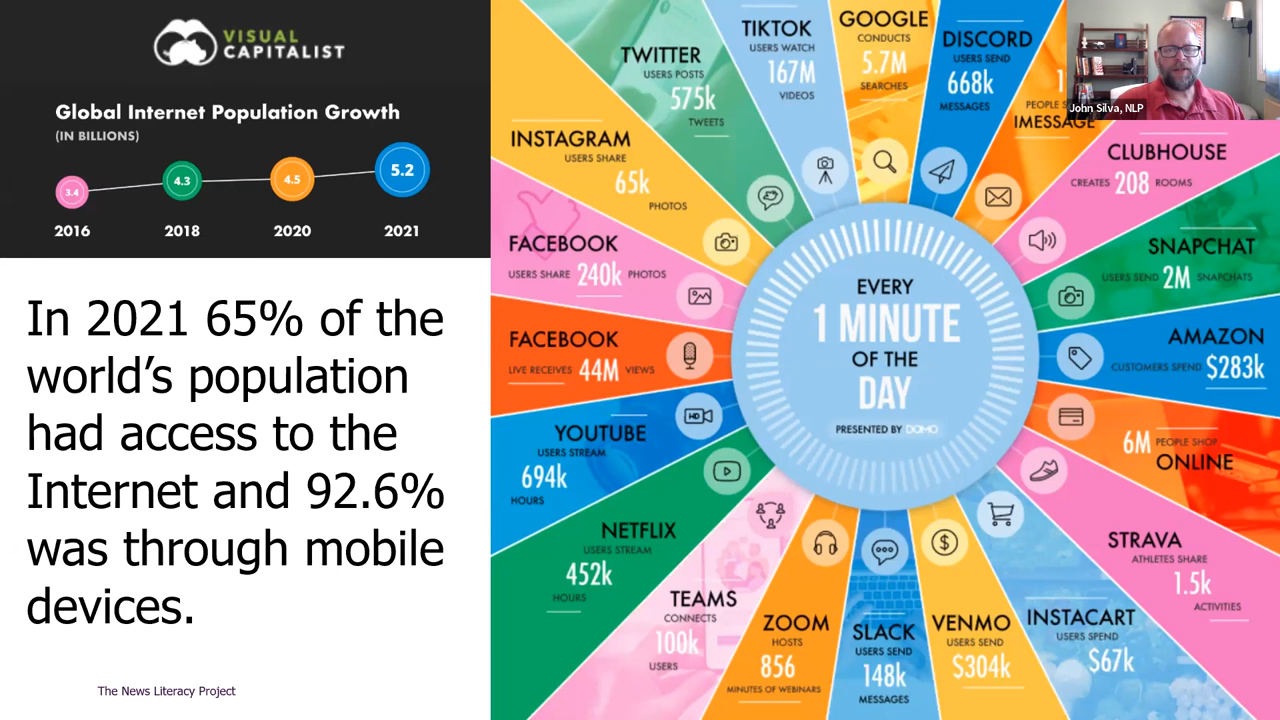 VISUAL
CAPITALIST
Global Internet Population Growth
(IN BILLIONS)
3.4
4.3
4.5
5.2
2016
2018
2020
2021
In 2021 65% of the
world’s population
had access to the
Internet and 92.6%
was through mobile
devices.
The News Literacy Project
EVERY
1 MINUTE
OF THE
DAY
PRESENTED BY DOMO
GOOGLE
CONDUCTS
5.7M
SEARCHES
DISCORD
USERS SEND
668k
MESSAGES
PEOPLE
IMESSAGE
John Silva, NLP
CLUBHOUSE
CREATES 208 ROOMS
SNAPCHAT
USERS SEND 2M SNAPCHATS
AMAZON
CUSTOMERS SPEND $283k
6M PEOPLE SHOP
ONLINE
STRAVA
ATHLETES SHARE
1.5k
ACTIVITIES
INSTACART
USERS SPEND
$67k
VENMO
USERS SEND
$304k
SLACK
USERS SEND
148k
MESSAGES
ZOOM
HOSTS
856
MINUTES OF WEBINARS
TEAMS
CONNECTS
100k
USERS
NETFLIX
USERS STREAM
452k
HOURS
YOUTUBE
USERS STREAM
694k
HOURS
HD
FACEBOOK
LIVE RECEIVES 44M VIEWS
FACEBOOK
USERS SHARE 240k PHOTOS
INSTAGRAM
USERS SHARE
65k
PHOTOS
TWITTER
USERS POSTS
575k
TWEETS
TIKTOK
USERS WATCH
167M
VIDEOS